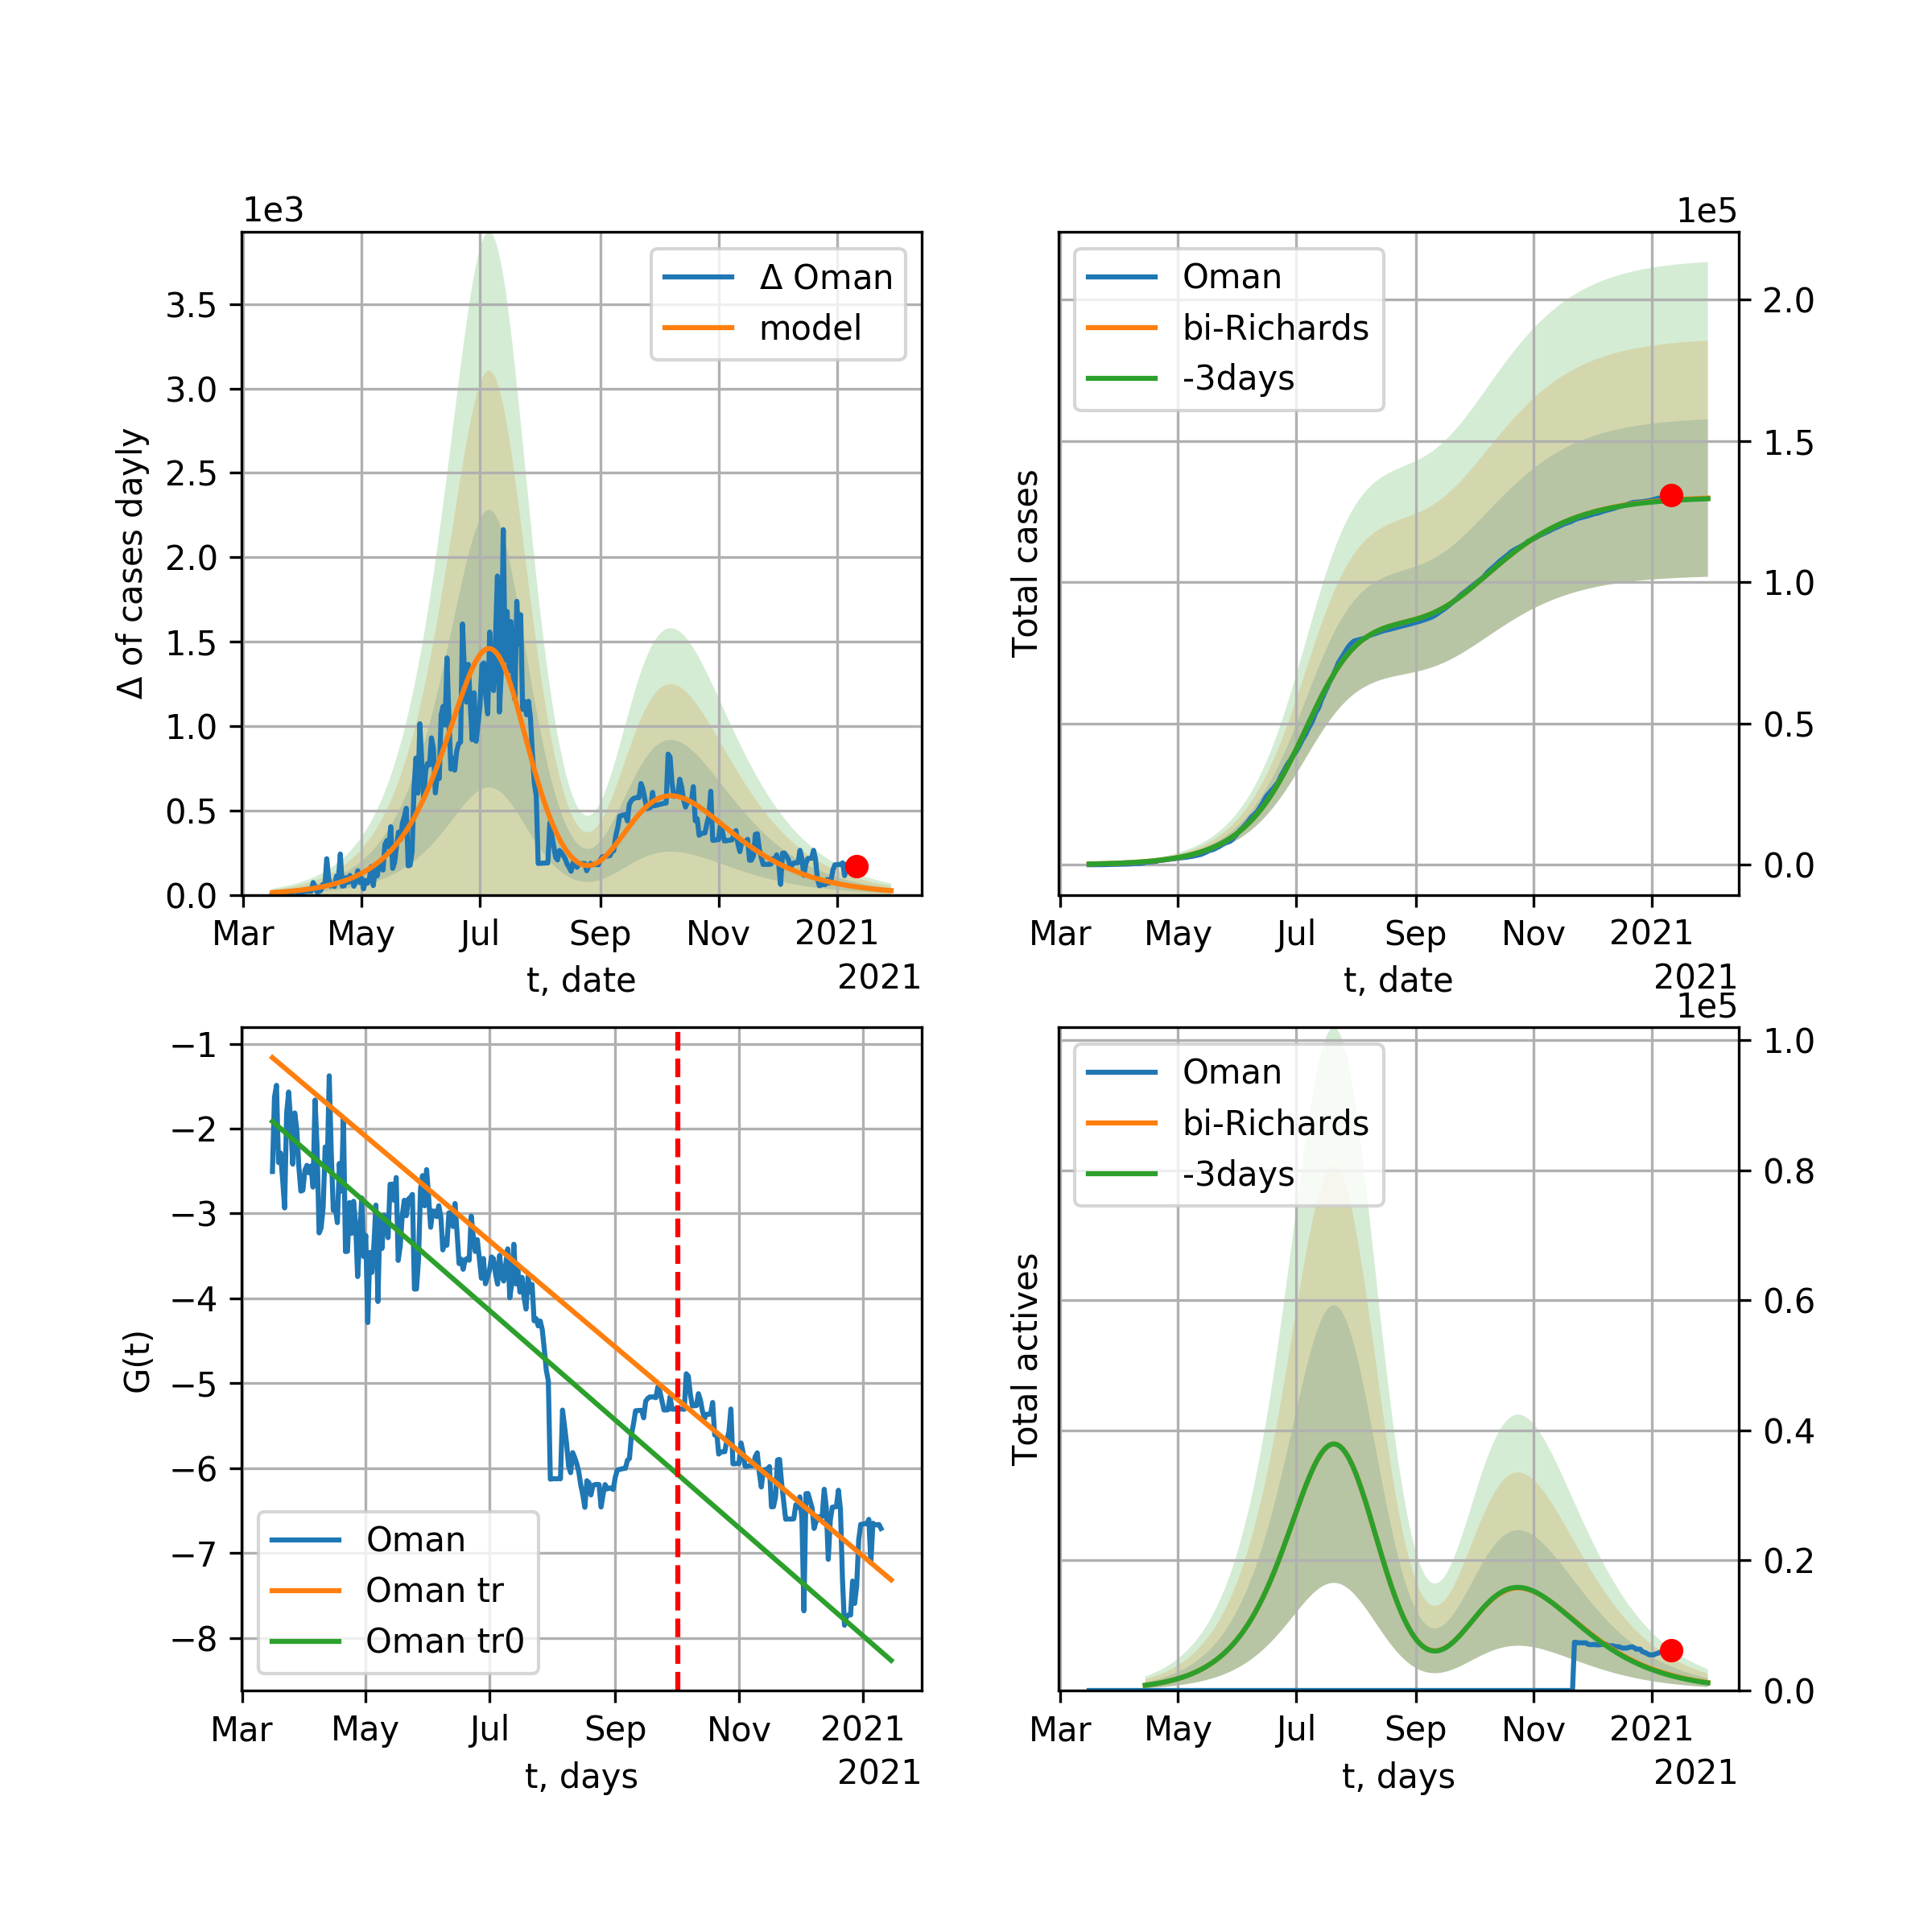 1e3
Δ of cases dayly
3.5
3.0
2.5
2.0
1.5
1.0
0.5
0.0
Δ Oman
model
Mar May Jul Sep Nov 2021
t, date
2021
1e5
Total cases
Oman
bi-Richards
-3days
2.0
1.5
1.0
0.5
0.0
Mar May Jul Sep Nov 2021
t, date
2021
G(t)
−1
−2
−3
−4
−5
−6
−7
−8
Oman
Oman tr
Oman tr0
Mar May Jul Sep Nov 2021
t, days
2021
1e5
Total actives
Oman
bi-Richards
-3days
1.0
0.8
0.6
0.4
0.2
0.0
Mar May Jul Sep Nov 2021
t, days
2021